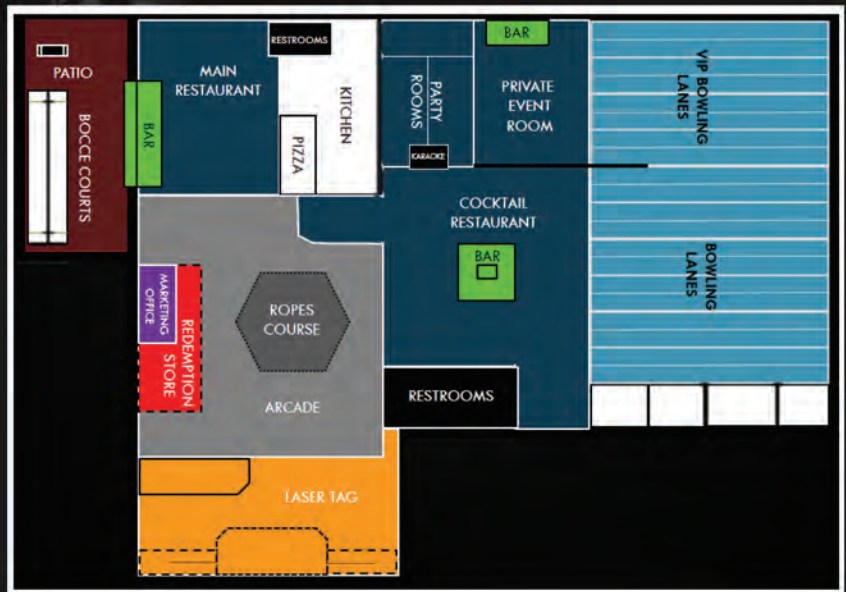 PATIO
BOCCE COURTS
BAR
MAIN
RESTAURANT
RESTROOMS
KITCHEN
PIZZA
PARTY
ROOMS
KARAOKE
BAR
PRIVATE
EVENT
ROOM
VIP BOWLING
LANES
COCKTAIL
RESTAURANT
BAR
BOWLING
LANES
MARKETING
OFFICE
REDEMPTION
STORE
ROPES
COURSE
ARCADE
RESTROOMS
LASER TAG